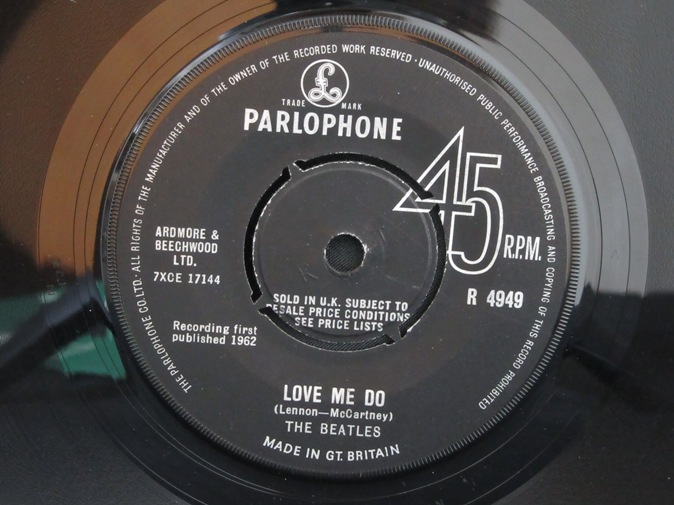 THE PARLOPHONE CO.LTD.· ALL RIGHTS OF THE MANUFACTURER AND OF THE OWNER OF THE RECORDED WORK RESERVED · UNAUTHORISED PUBLIC PERFORMANCE BROADCASTING AND COPYING OF THIS RECORD PROHIBITED
£
TRADE MARK
PARLOPHONE
45
R.P.M.
ARDMORE &
BEECHWOOD
LTD.
7XCE 17144
R 4949
SOLD IN U.K. SUBJECT TO
RESALE PRICE CONDITIONS
SEE PRICE LISTS
Recording first
published 1962
LOVE ME DO
(Lennon—McCartney)
THE BEATLES
MADE IN GT. BRITAIN